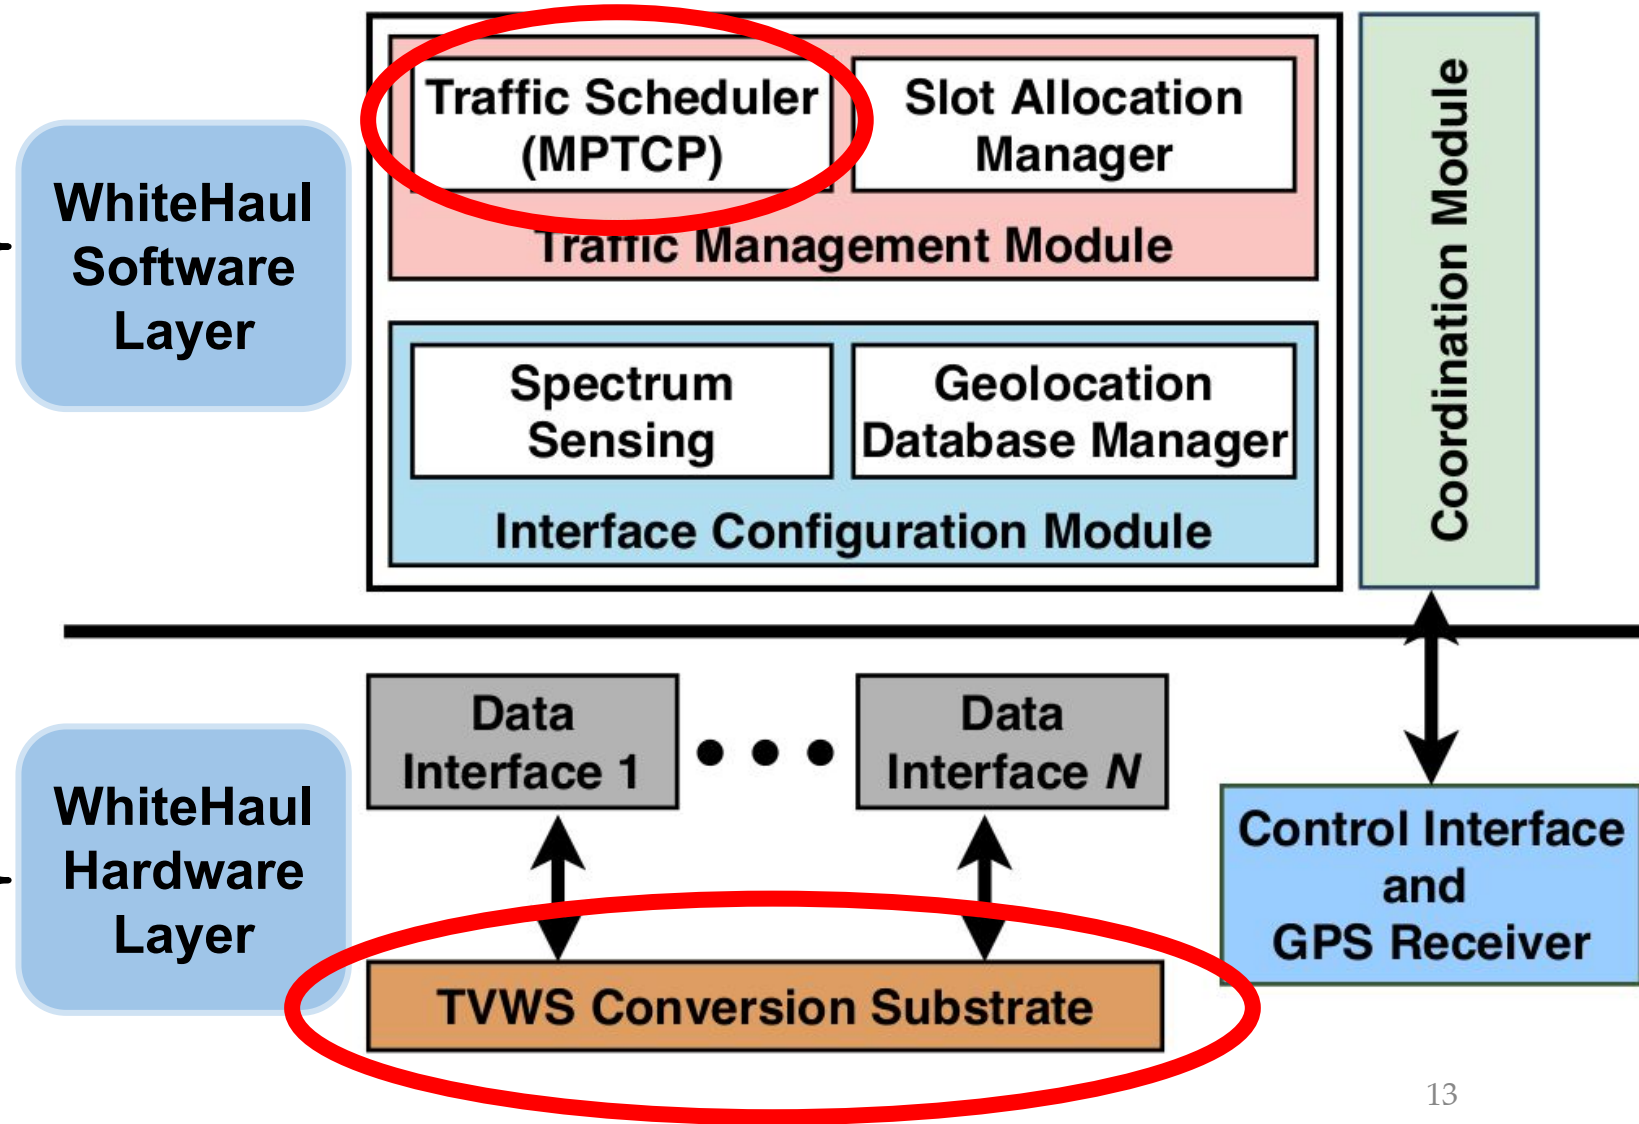 WhiteHaul
Software
Layer
Traffic Scheduler
(MPTCP)
Slot Allocation
Manager
Traffic Management Module
Spectrum
Sensing
Geolocation
Database Manager
Interface Configuration Module
Coordination Module
WhiteHaul
Hardware
Layer
Data
Interface 1
Data
Interface N
TVWS Conversion Substrate
Control Interface
and
GPS Receiver
13